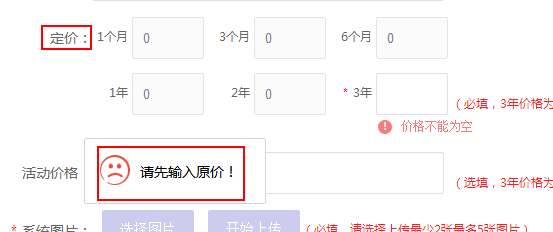 定价： 1个月 0 3个月 0 6个月 0
1年 0 2年 0 * 3年 （必填，3年价格为
! 价格不能为空
活动价格 请先输入原价！ （选填，3年价格为
* 系统图片： 选择图片 开始上传 （必填，请选择上传最少2张最多5张图片）